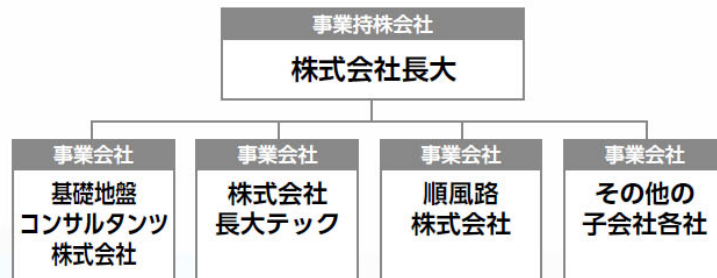 事業持株会社
株式会社長大
事業会社
基礎地盤
コンサルタンツ
株式会社
事業会社
株式会社
長大テック
事業会社
順風路
株式会社
事業会社
その他の
子会社各社